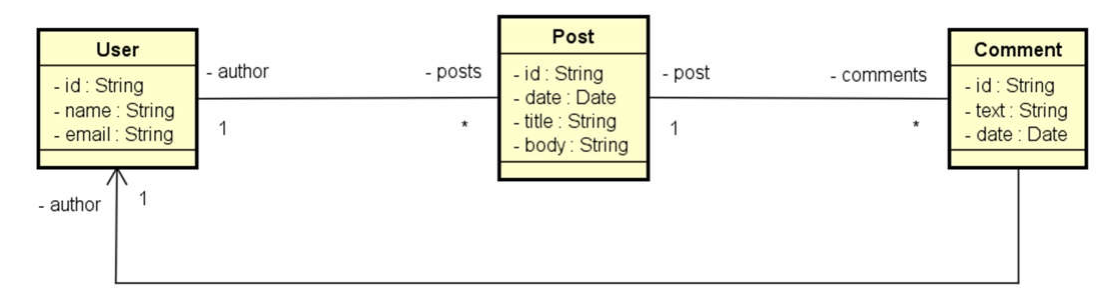 User
- id : String
- name : String
- email : String
- author
1
- posts
*
Post
- id : String
- date : Date
- title : String
- body : String
- post
1
- comments
*
Comment
- id : String
- text : String
- date : Date
- author
1